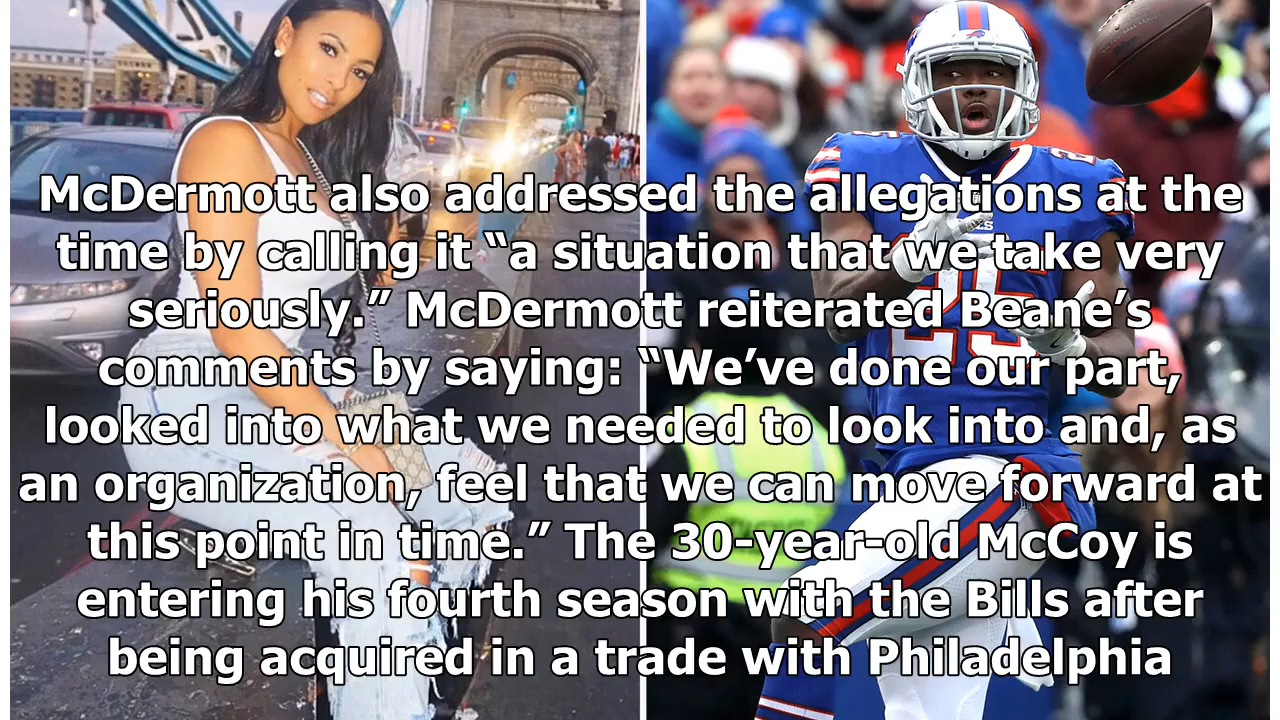 McDermott also addressed the allegations at the
time by calling it “a situation that we take very
seriously.” McDermott reiterated Beane’s
comments by saying: “We’ve done our part,
looked into what we needed to look into and, as
an organization, feel that we can move forward at
this point in time.” The 30-year-old McCoy is
entering his fourth season with the Bills after
being acquired in a trade with Philadelphia
25